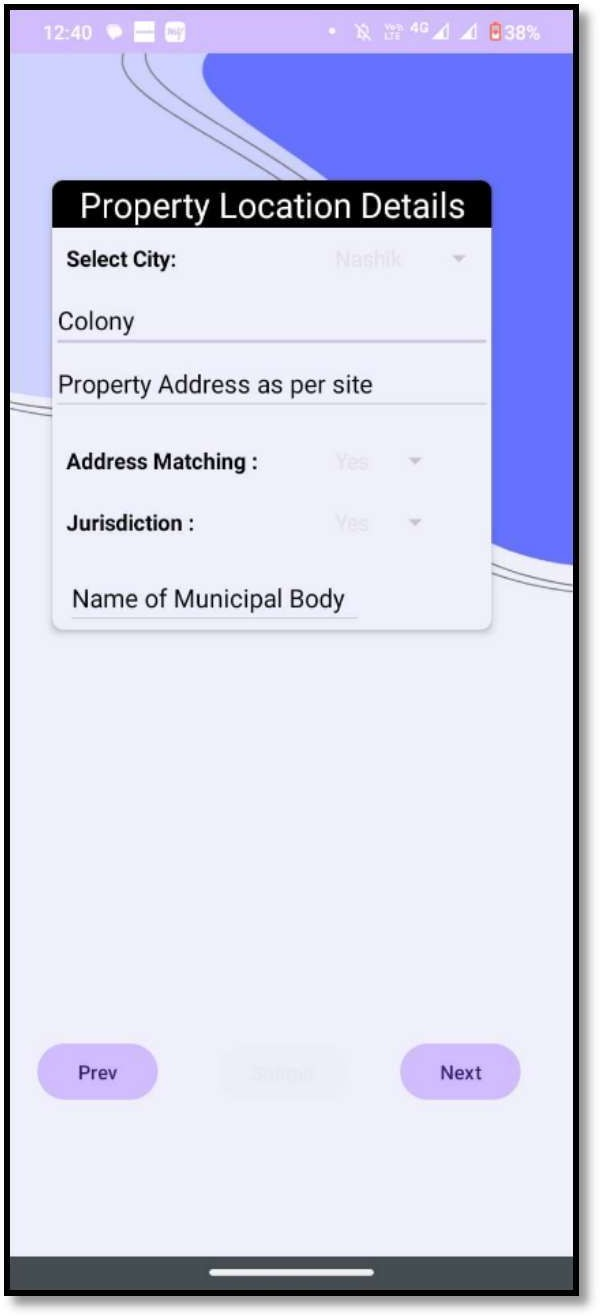 12:40 4G 38%
Property Location Details
Select City: Nashik
Colony
Property Address as per site
Address Matching : Yes
Jurisdiction : Yes
Name of Municipal Body
Prev Next